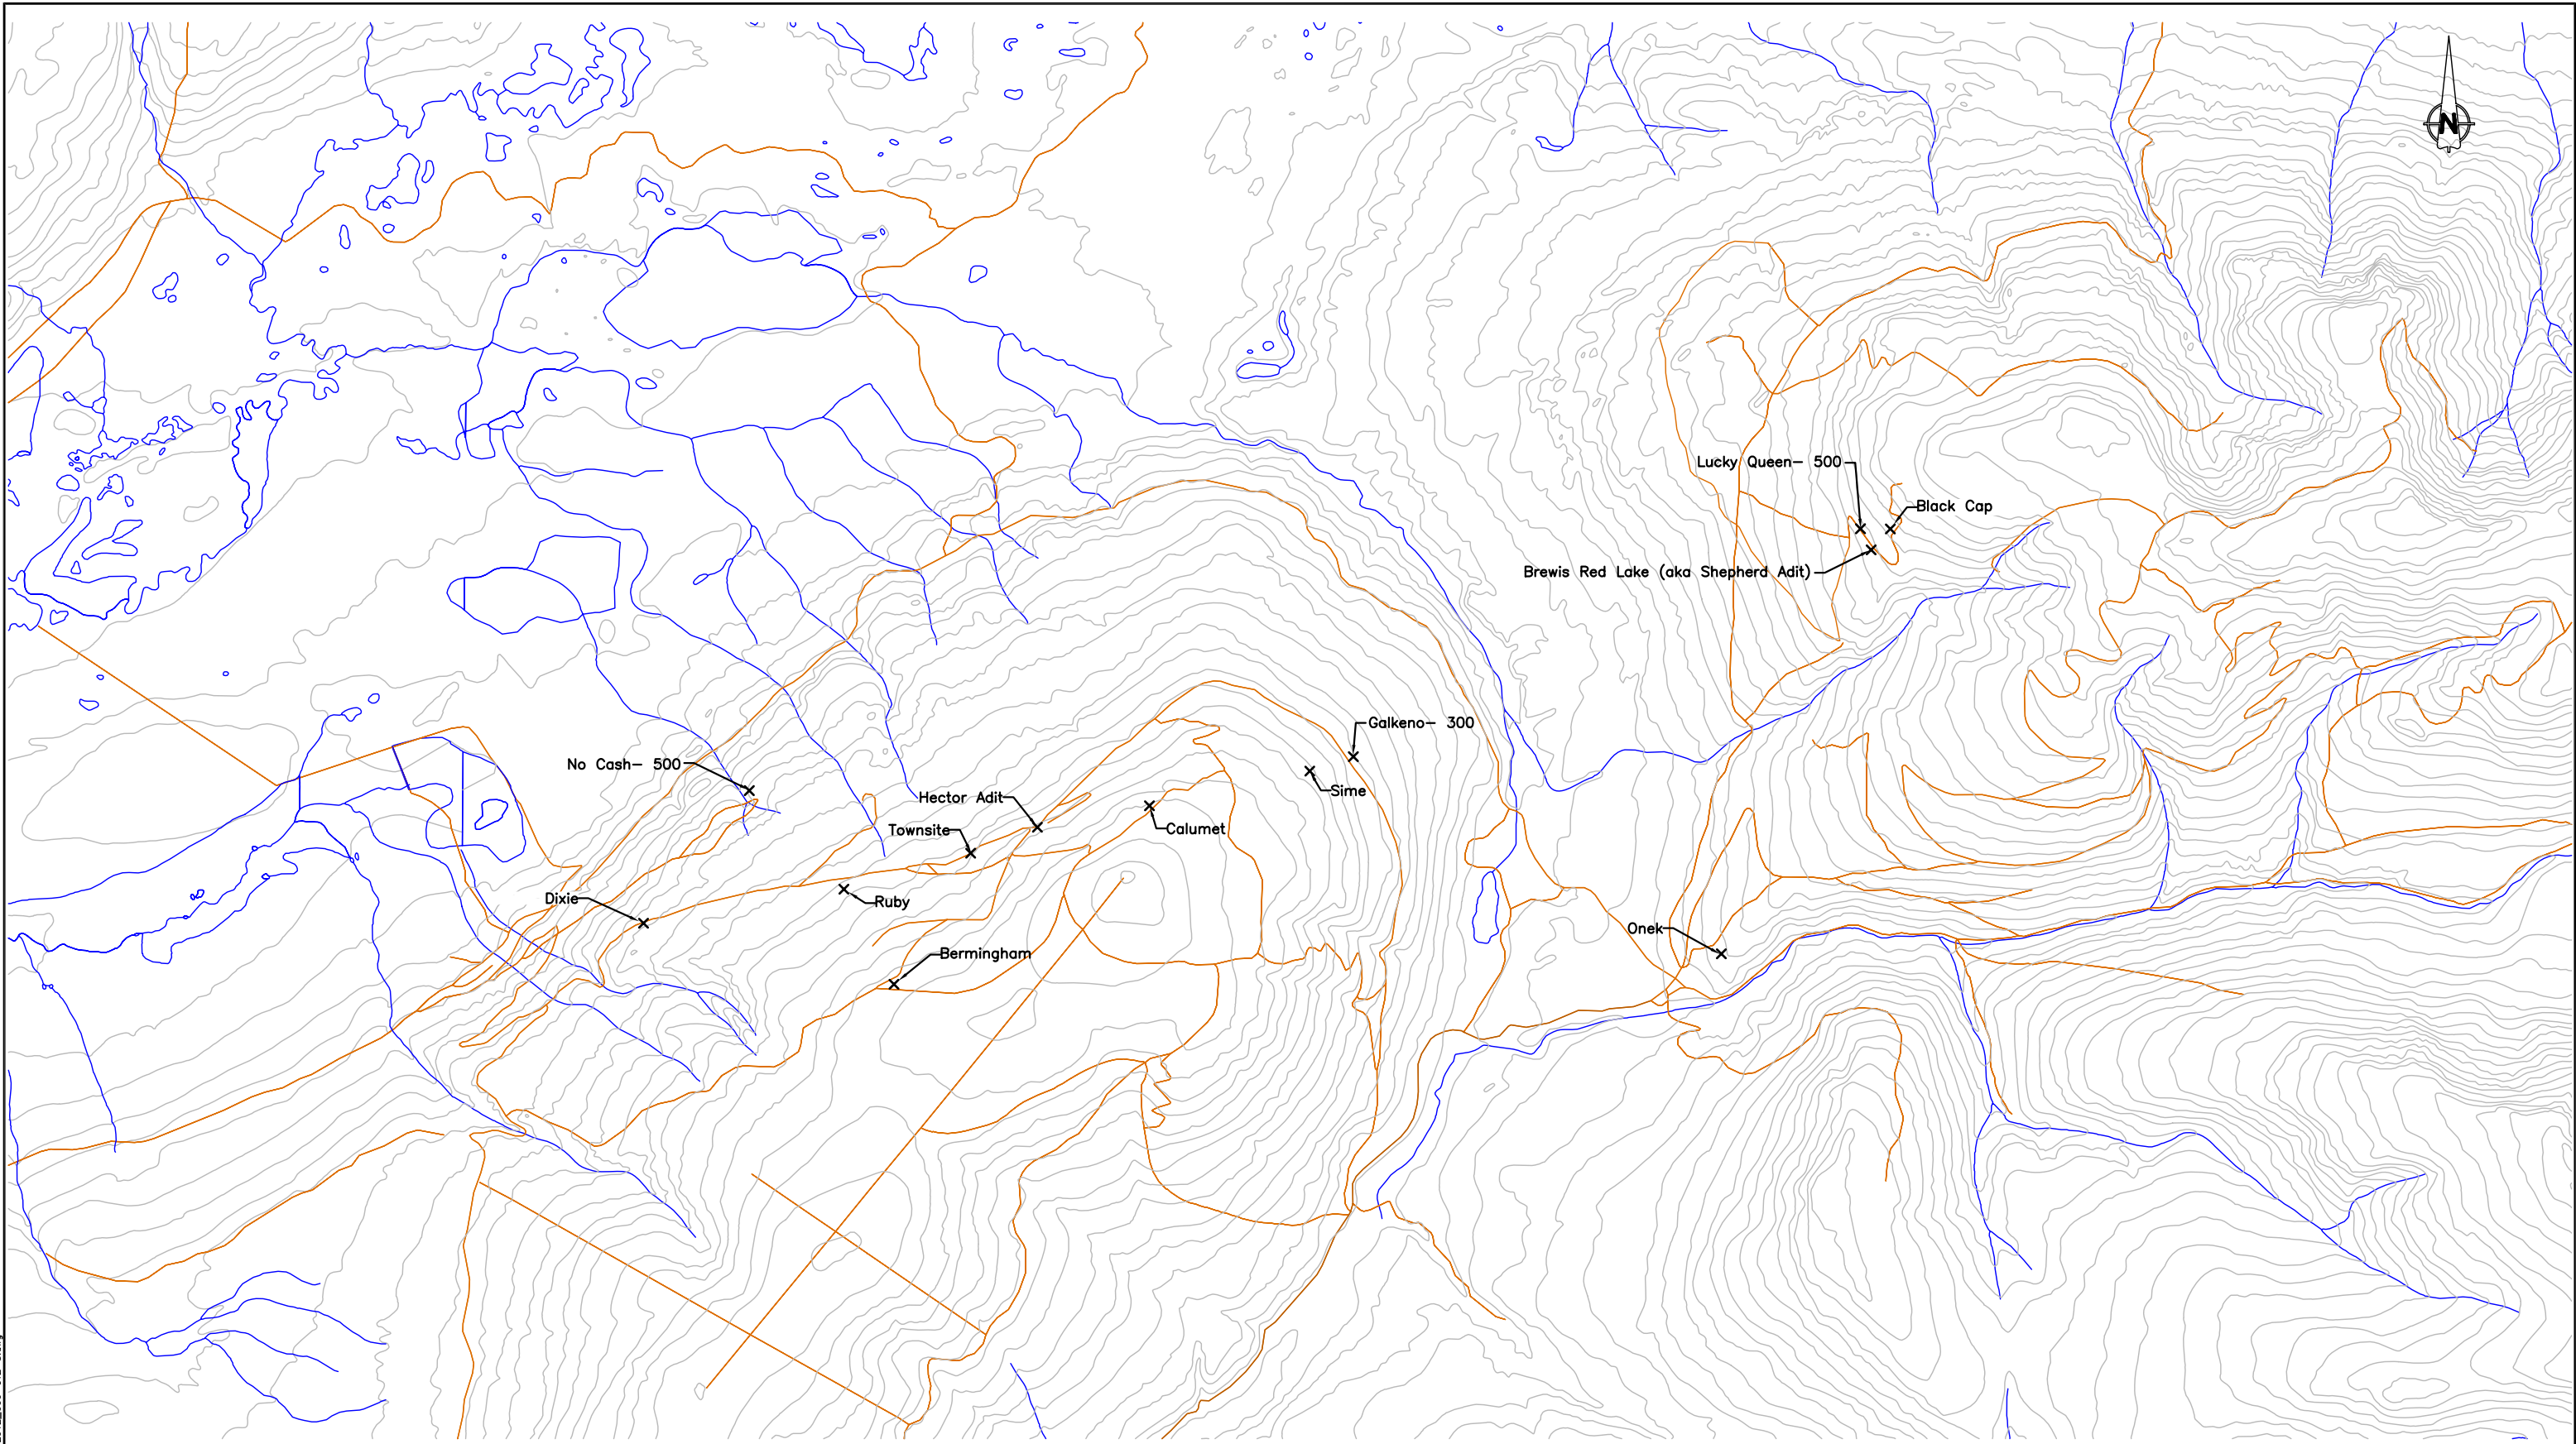 N
Lucky Queen- 500
Black Cap
Brewis Red Lake (aka Shepherd Adit)
Galkeno- 300
No Cash- 500
Sime
Hector Adit
Townsite
Calumet
Dixie
Ruby
Onek
Bermingham